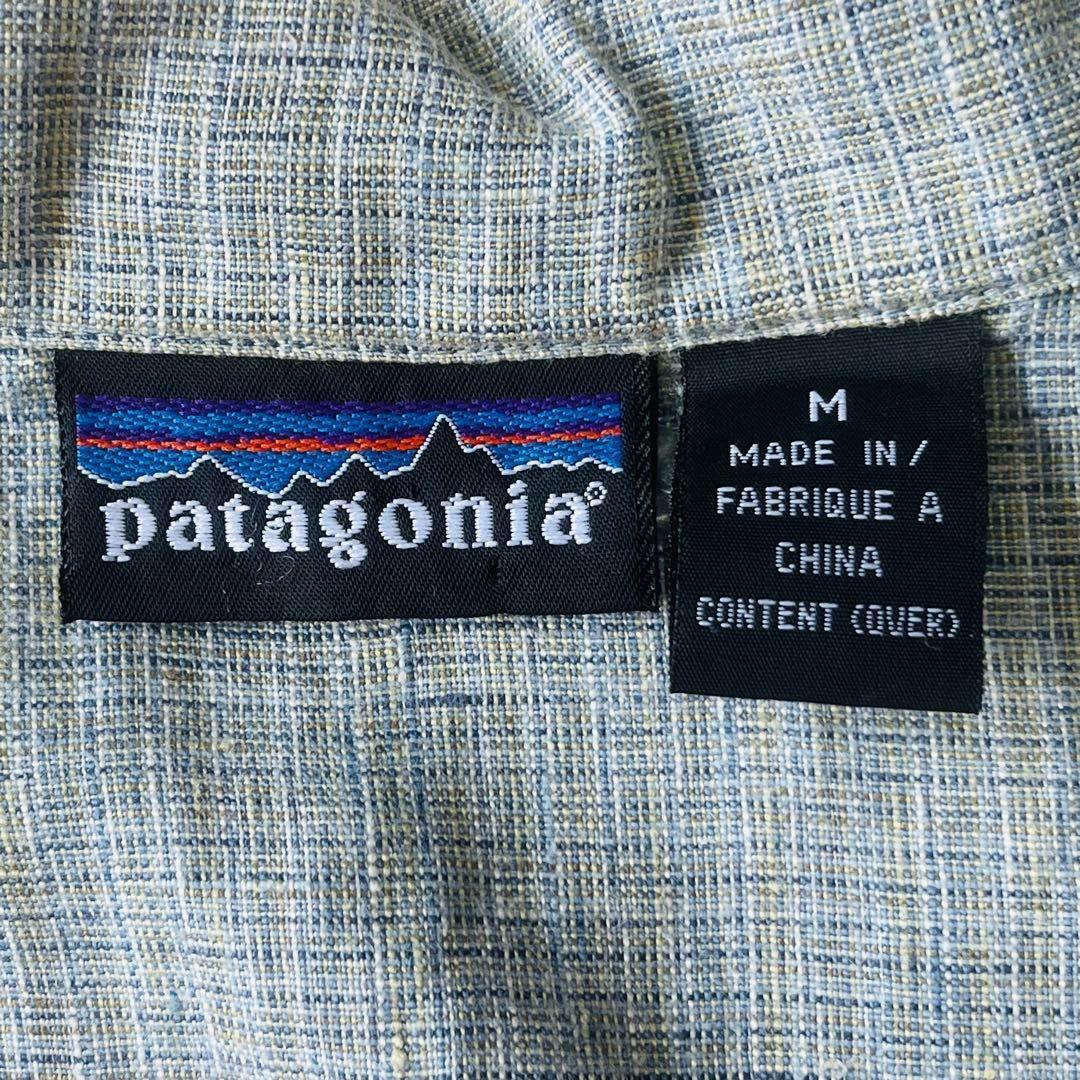 patagonia®
M
MADE IN /
FABRIQUE A
CHINA
CONTENT (OVER)